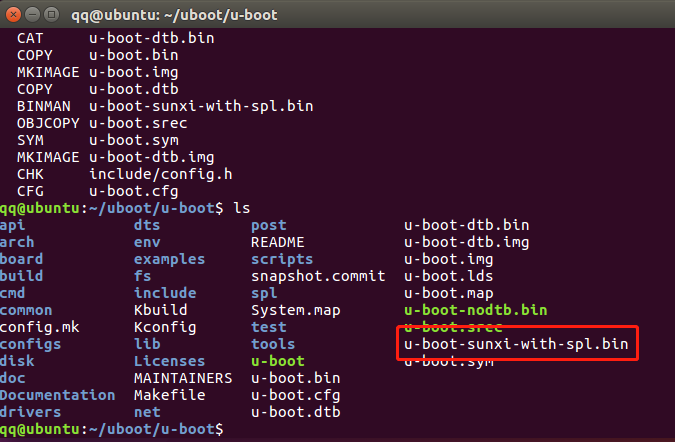 qq@ubuntu: ~/uboot/u-boot
CAT u-boot-dtb.bin
COPY u-boot.bin
MKIMAGE u-boot.img
COPY u-boot.dtb
BINMAN u-boot-sunxi-with-spl.bin
OBJCOPY u-boot.srec
SYM u-boot.sym
MKIMAGE u-boot-dtb.img
CHK include/config.h
CFG u-boot.cfg
qq@ubuntu:~/uboot/u-boot$ ls
api dts post u-boot-dtb.bin
arch env README u-boot-dtb.img
board examples scripts u-boot.img
build fs snapshot.commit u-boot.lds
cmd include spl u-boot.map
common Kbuild System.map u-boot-nodtb.bin
config.mk Kconfig test u-boot.srec
configs lib tools u-boot-sunxi-with-spl.bin
disk Licenses u-boot u-boot.sym
doc MAINTAINERS u-boot.bin
Documentation Makefile u-boot.cfg
drivers net u-boot.dtb
qq@ubuntu:~/uboot/u-boot$